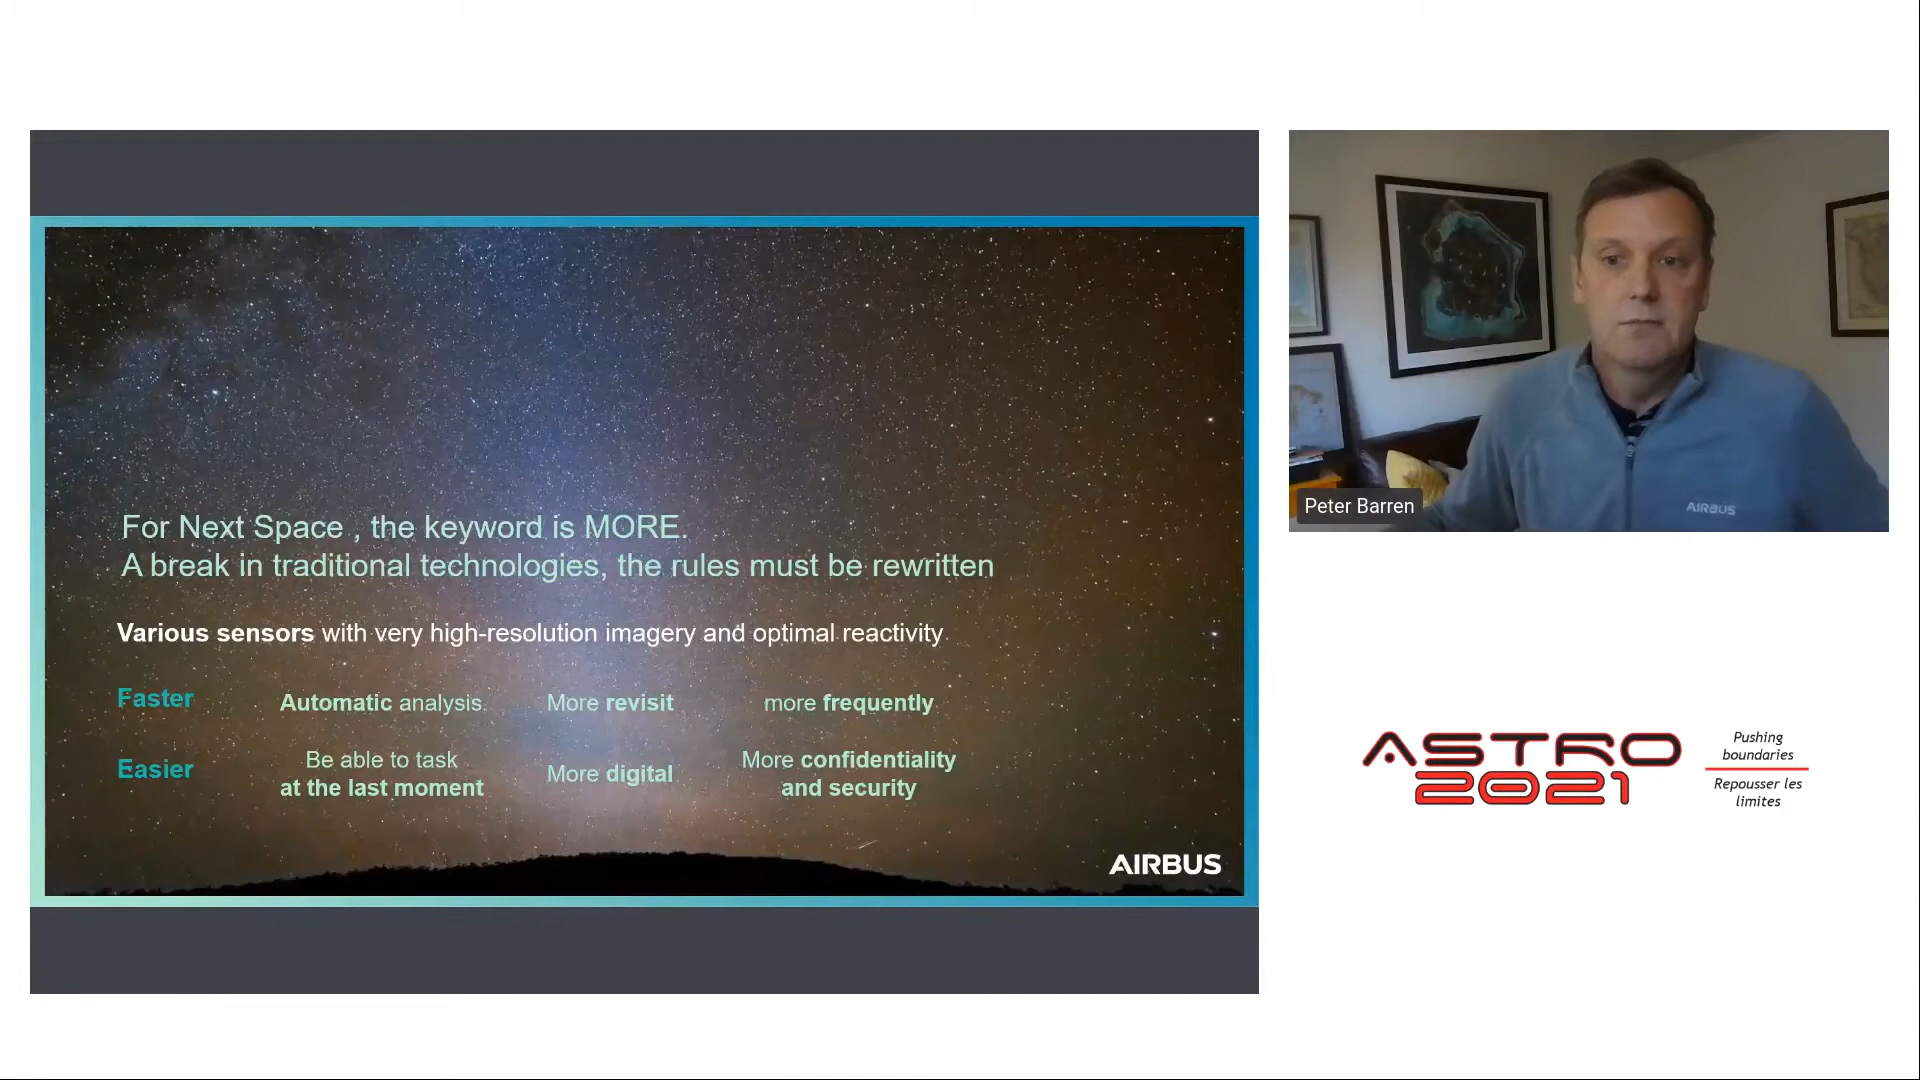 For Next Space , the keyword is MORE.
A break in traditional technologies, the rules must be rewritten
Various sensors with very high-resolution imagery and optimal reactivity
Faster
Automatic analysis
More revisit
more frequently
Easier
Be able to task
at the last moment
More digital
More confidentiality
and security
AIRBUS
AIRBUS
Peter Barren
ASTRO
2021
Pushing
boundaries
Repousser les
limites